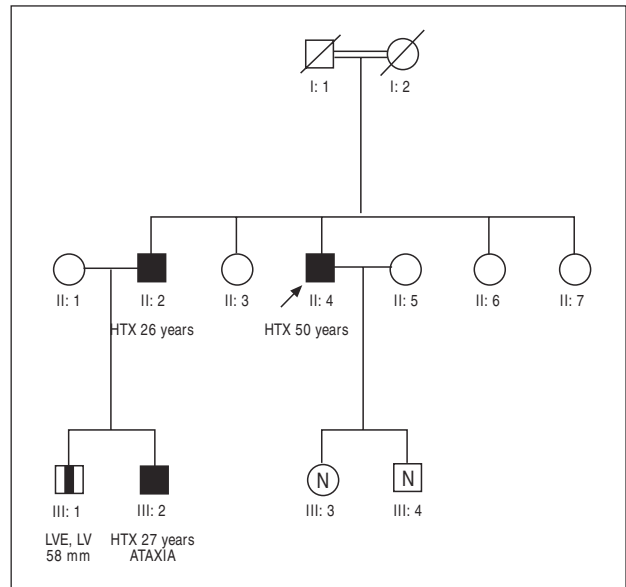 I: 1 I: 2
II: 1 II: 2 II: 3 II: 4 II: 5 II: 6 II: 7
HTX 26 years HTX 50 years
N N
III: 1 III: 2 III: 3 III: 4
LVE, LV HTX 27 years
58 mm ATAXIA